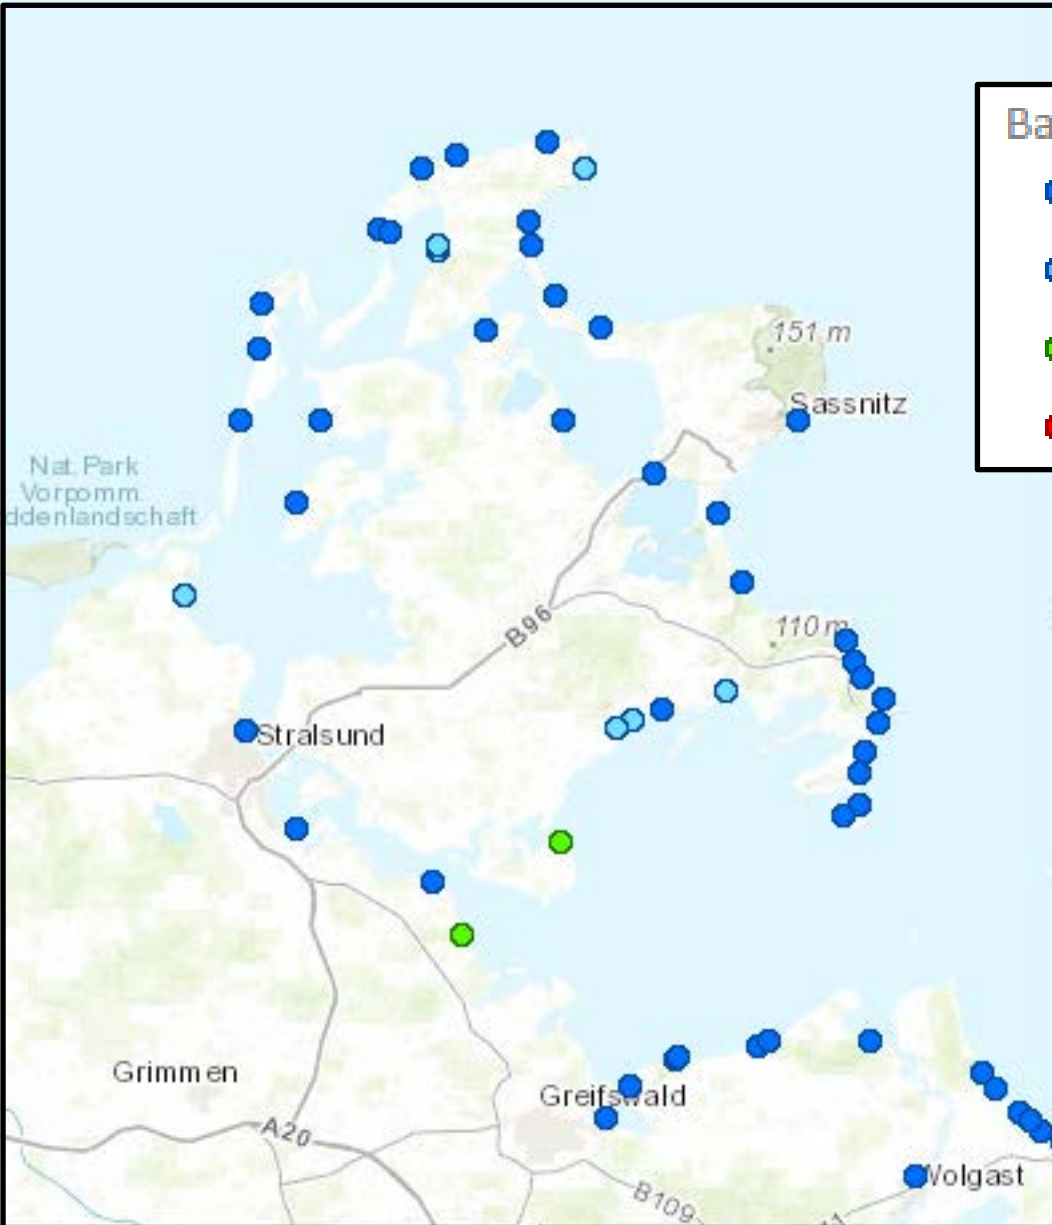 Ba
151 m
Sassnitz
Nat. Park
Vorpomm.
ddenlandschaft
B96
110 m
Stralsund
Grimmen
Greifswald
A20
Wolgast
B109